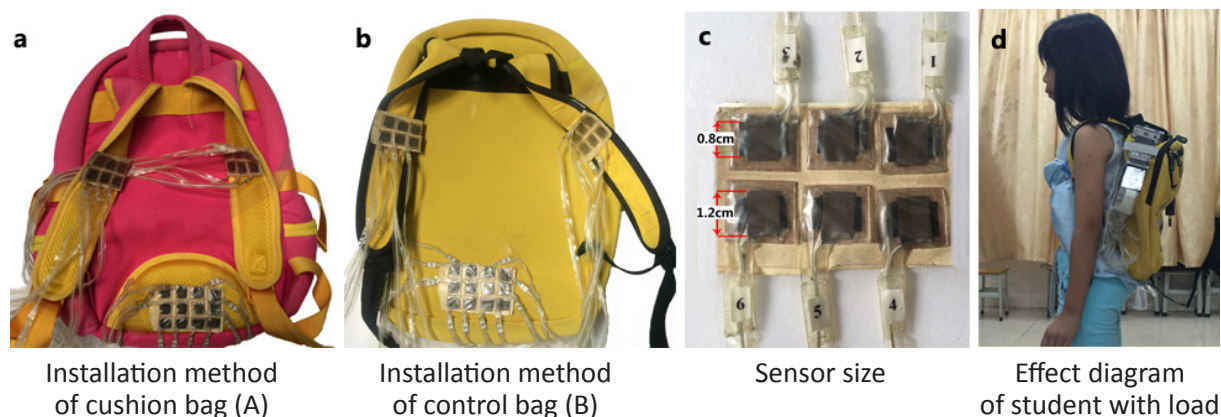 a
b
c
d
3
2
1
0.8cm
1.2cm
6
5
4
Installation method
of cushion bag (A)
Installation method
of control bag (B)
Sensor size
Effect diagram
of student with load